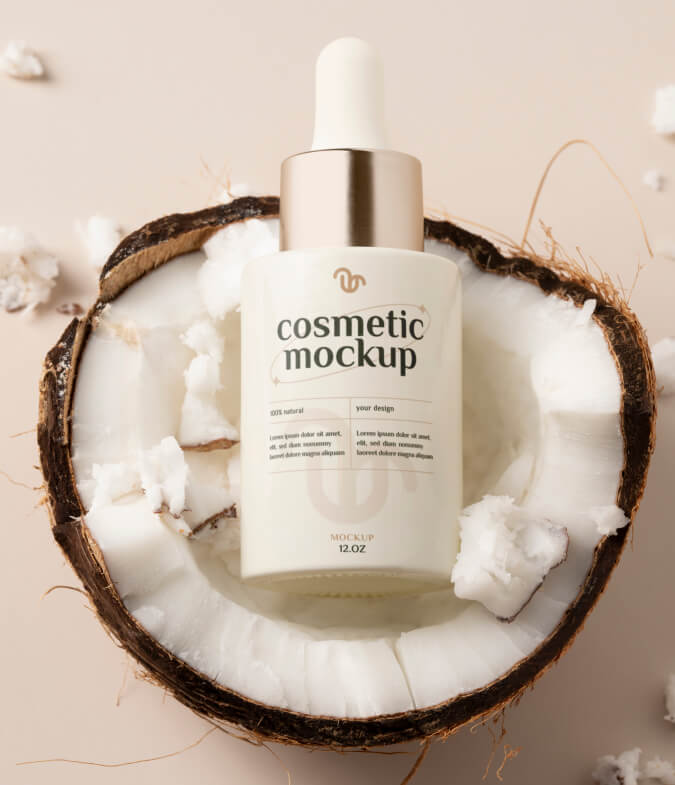 cosmetic
mockup
100% natural
your design
Lorem ipsum dolor sit amet,
elit, sed diam nonummy
laoreet dolore magna aliquam
Lorem ipsum dolor sit amet,
elit, sed diam nonummy
laoreet dolore magna aliquam
MOCKUP
12.OZ